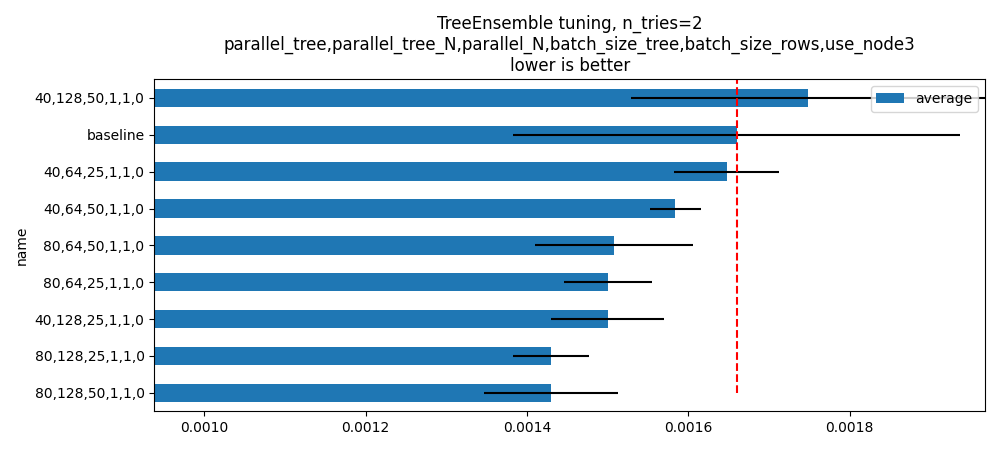 TreeEnsemble tuning, n_tries=2
parallel_tree,parallel_tree_N,parallel_N,batch_size_tree,batch_size_rows,use_node3
lower is better
average
name
40,128,50,1,1,0
baseline
40,64,25,1,1,0
40,64,50,1,1,0
80,64,50,1,1,0
80,64,25,1,1,0
40,128,25,1,1,0
80,128,25,1,1,0
80,128,50,1,1,0
0.0010 0.0012 0.0014 0.0016 0.0018